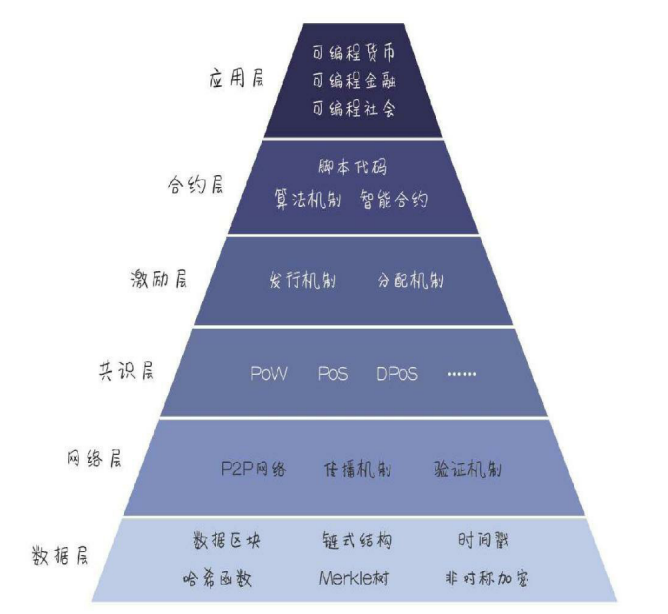 应用层
可编程货币
可编程金融
可编程社会
合约层
脚本代码
算法机制 智能合约
激励层
发行机制 分配机制
共识层
PoW PoS DPoS ······
网络层
P2P网络 传播机制 验证机制
数据层
数据区块 链式结构 时间戳
哈希函数 Merkle树 非对称加密